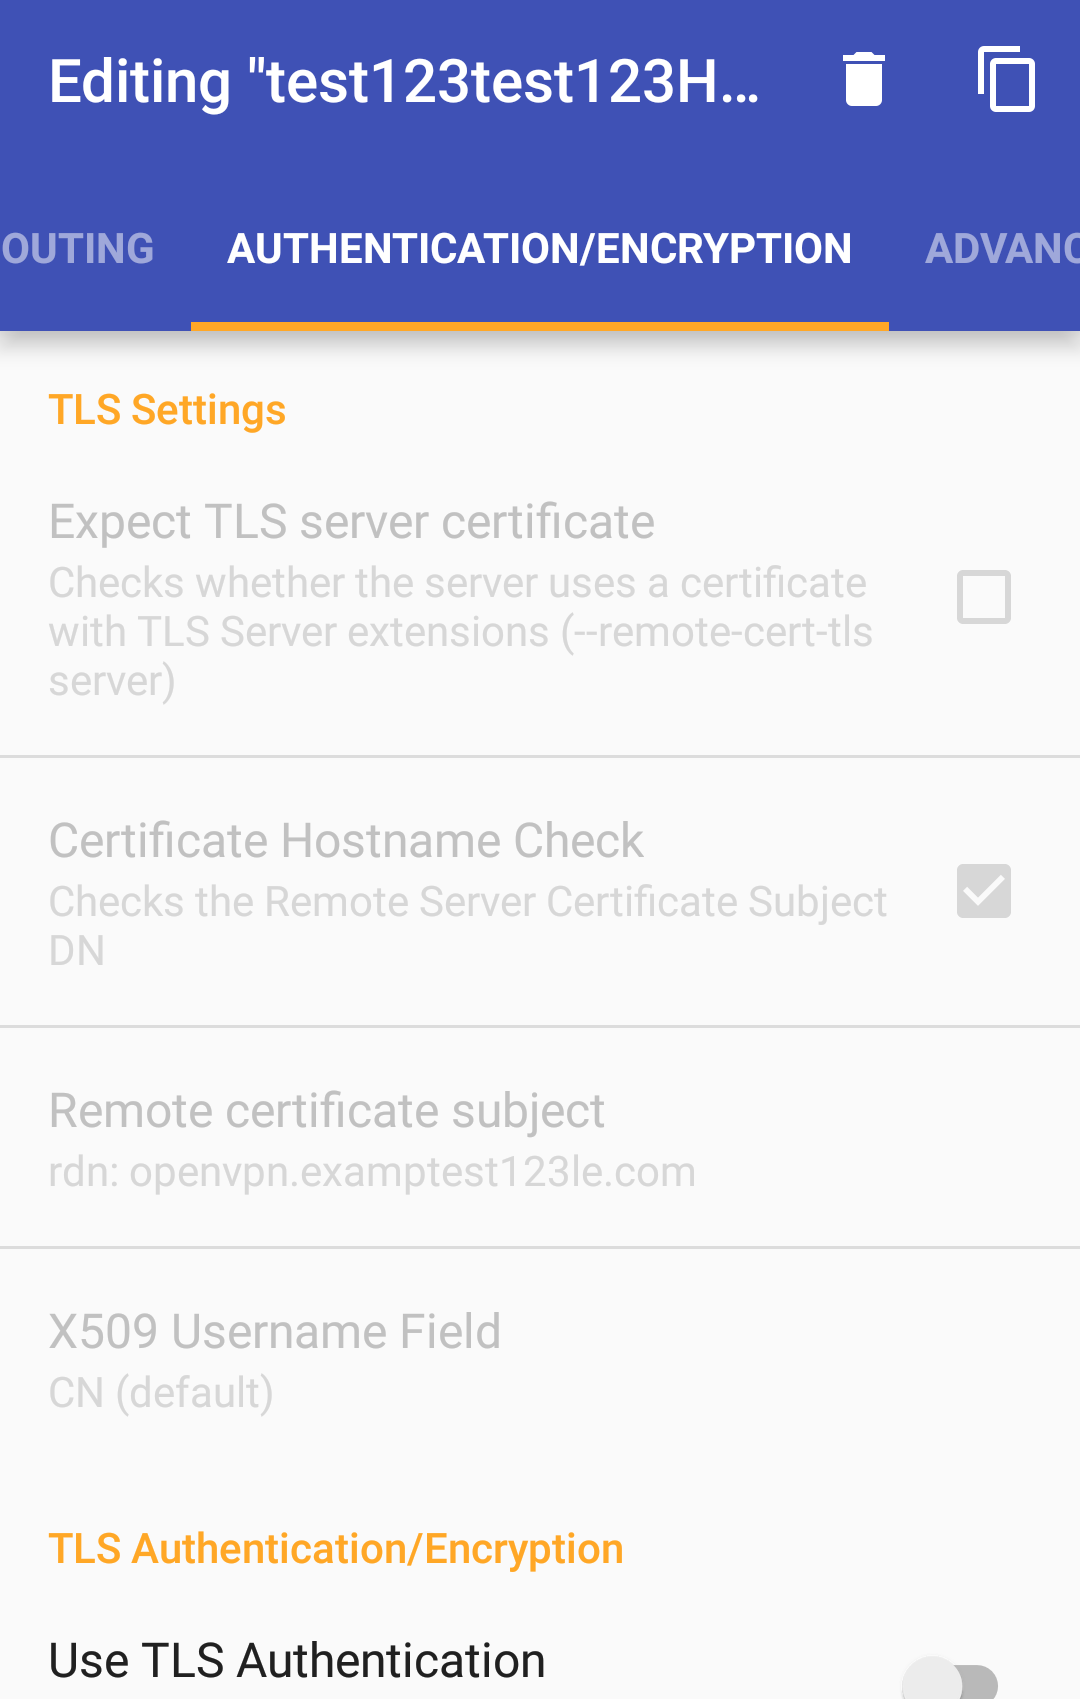 Editing "test123test123H...
OUTING
AUTHENTICATION/ENCRYPTION
ADVANC
TLS Settings
Expect TLS server certificate
Checks whether the server uses a certificate
with TLS Server extensions (--remote-cert-tls
server)
Certificate Hostname Check
Checks the Remote Server Certificate Subject
DN
Remote certificate subject
rdn: openvpn.examptest123le.com
X509 Username Field
CN (default)
TLS Authentication/Encryption
Use TLS Authentication